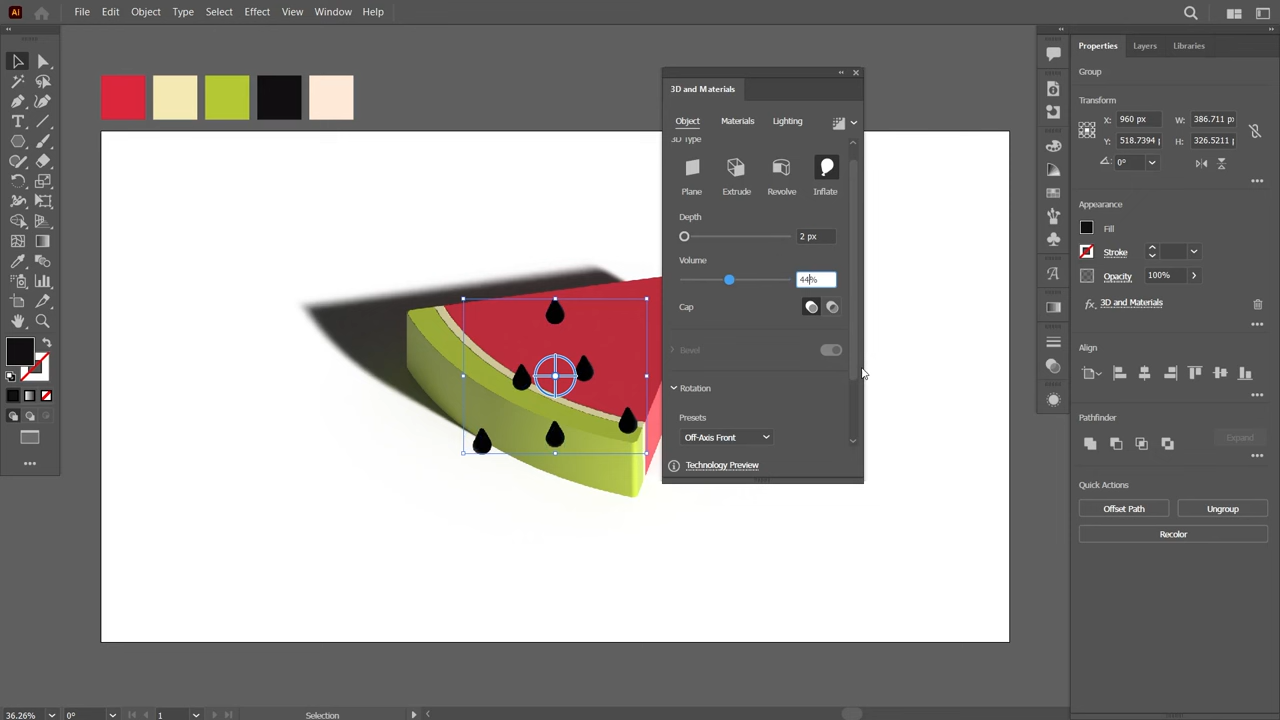 Ai File Edit Object Type Select Effect View Window Help
Properties Layers Libraries
Group
Transform
X: 960 px W: 386.711 px
Y: 518.7394 p H: 326.5211 p
0°
Appearance
Fill
Stroke
Opacity 100%
fx 3D and Materials
Align
Pathfinder
Expand
Quick Actions
Offset Path Ungroup
Recolor
3D and Materials
Object Materials Lighting
3D Type
Plane Extrude Revolve Inflate
Depth
2 px
Volume
44%
Cap
Bevel
Rotation
Presets
Off-Axis Front
Technology Preview
36.26% 0° 1 Selection